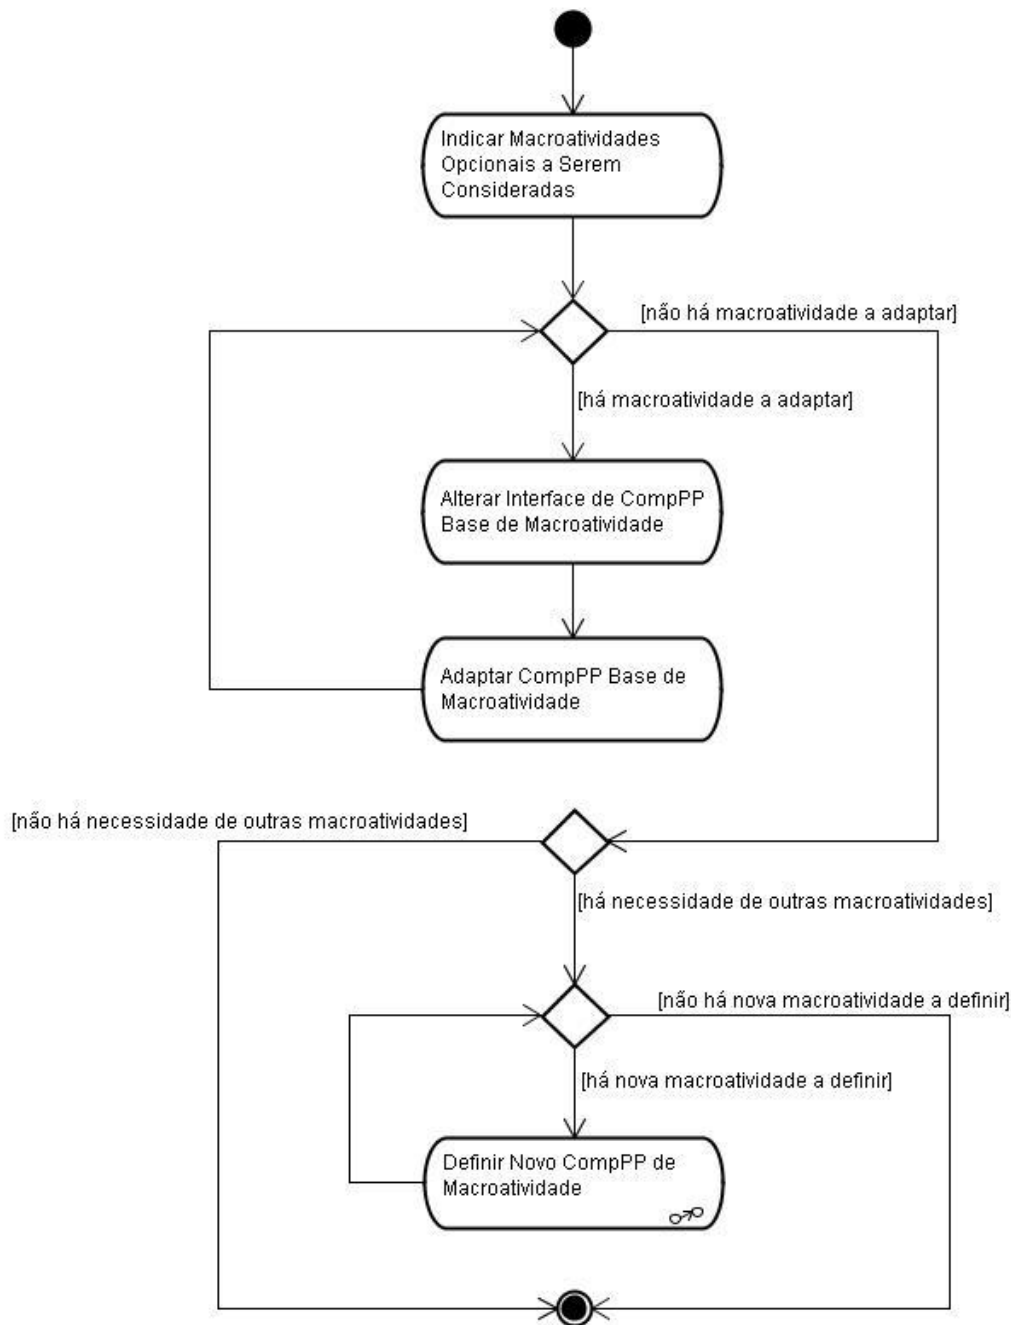 Indicar Macroatividades
Opcionais a Serem
Consideradas
[não há macroatividade a adaptar]
[há macroatividade a adaptar]
Alterar Interface de CompPP
Base de Macroatividade
Adaptar CompPP Base de
Macroatividade
[não há necessidade de outras macroatividades]
[há necessidade de outras macroatividades]
[não há nova macroatividade a definir]
[há nova macroatividade a definir]
Definir Novo CompPP de
Macroatividade